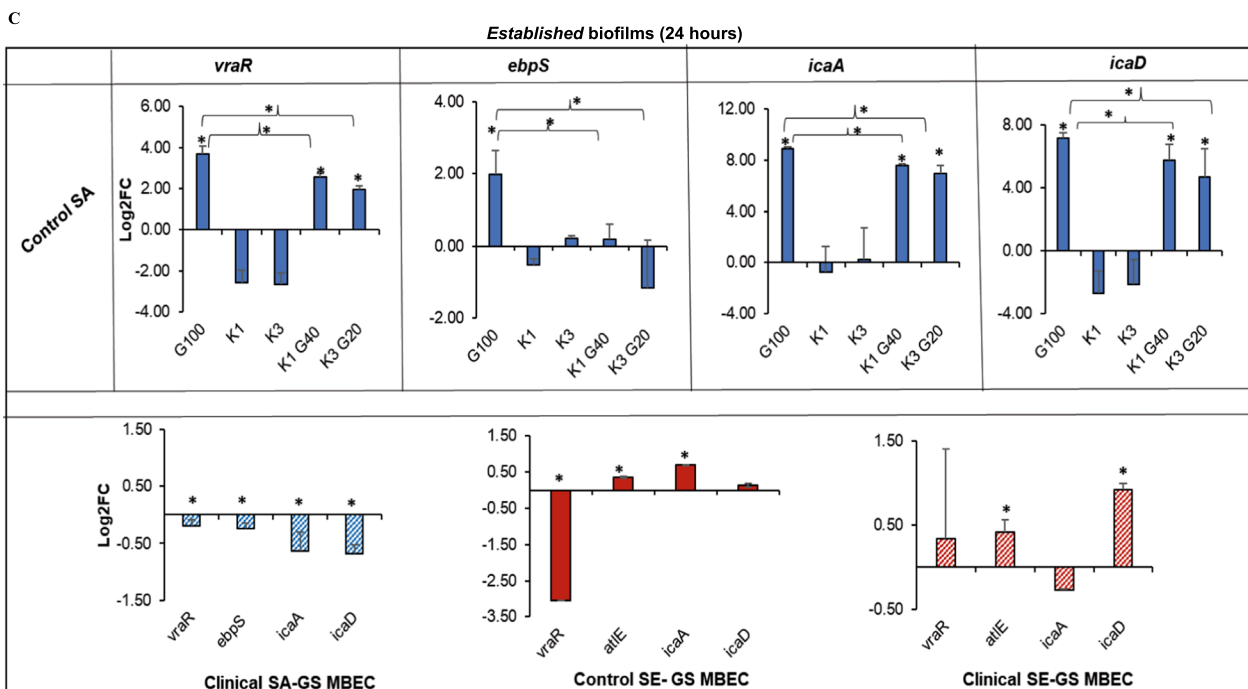 C
Established biofilms (24 hours)
vraR ebpS icaA icaD
Control SA
Log2FC
6.00
4.00
2.00
0.00
-2.00
-4.00
* * * * *
G100 K1 K3 K1 G40 K3 G20
4.00
2.00
0.00
-2.00
* * *
G100 K1 K3 K1 G40 K3 G20
12.00
8.00
4.00
0.00
-4.00
* * * * *
G100 K1 K3 K1 G40 K3 G20
8.00
4.00
0.00
-4.00
* * * * *
G100 K1 K3 K1 G40 K3 G20
Log2FC
1.50
0.50
-0.50
-1.50
* * * *
vraR ebpS icaA icaD
Clinical SA-GS MBEC
1.50
0.50
-0.50
-1.50
-2.50
-3.50
* * *
vraR atlE icaA icaD
Control SE- GS MBEC
1.50
0.50
-0.50
* *
vraR atlE icaA icaD
Clinical SE-GS MBEC